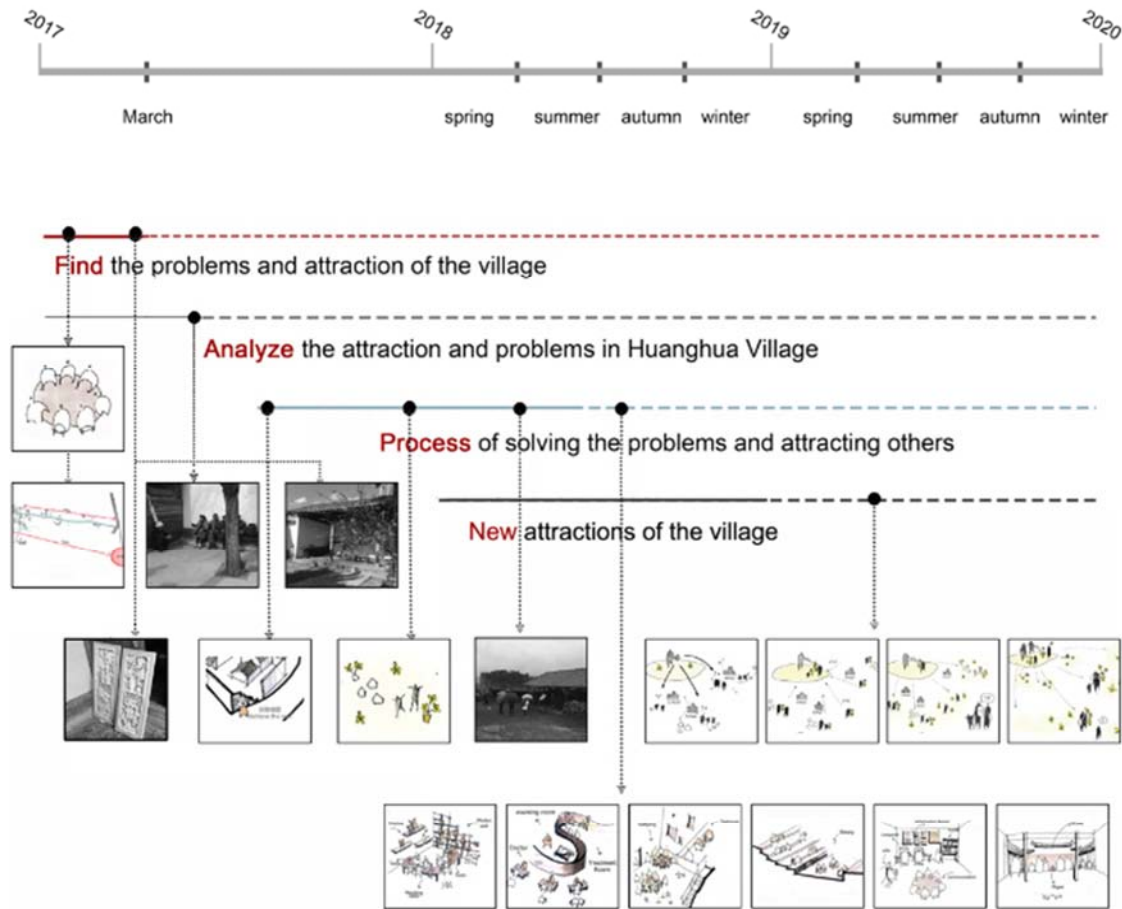 2017 2018 2019 2020
March spring summer autumn winter spring summer autumn winter
Find the problems and attraction of the village
Analyze the attraction and problems in Huanghua Village
Process of solving the problems and attracting others
New attractions of the village